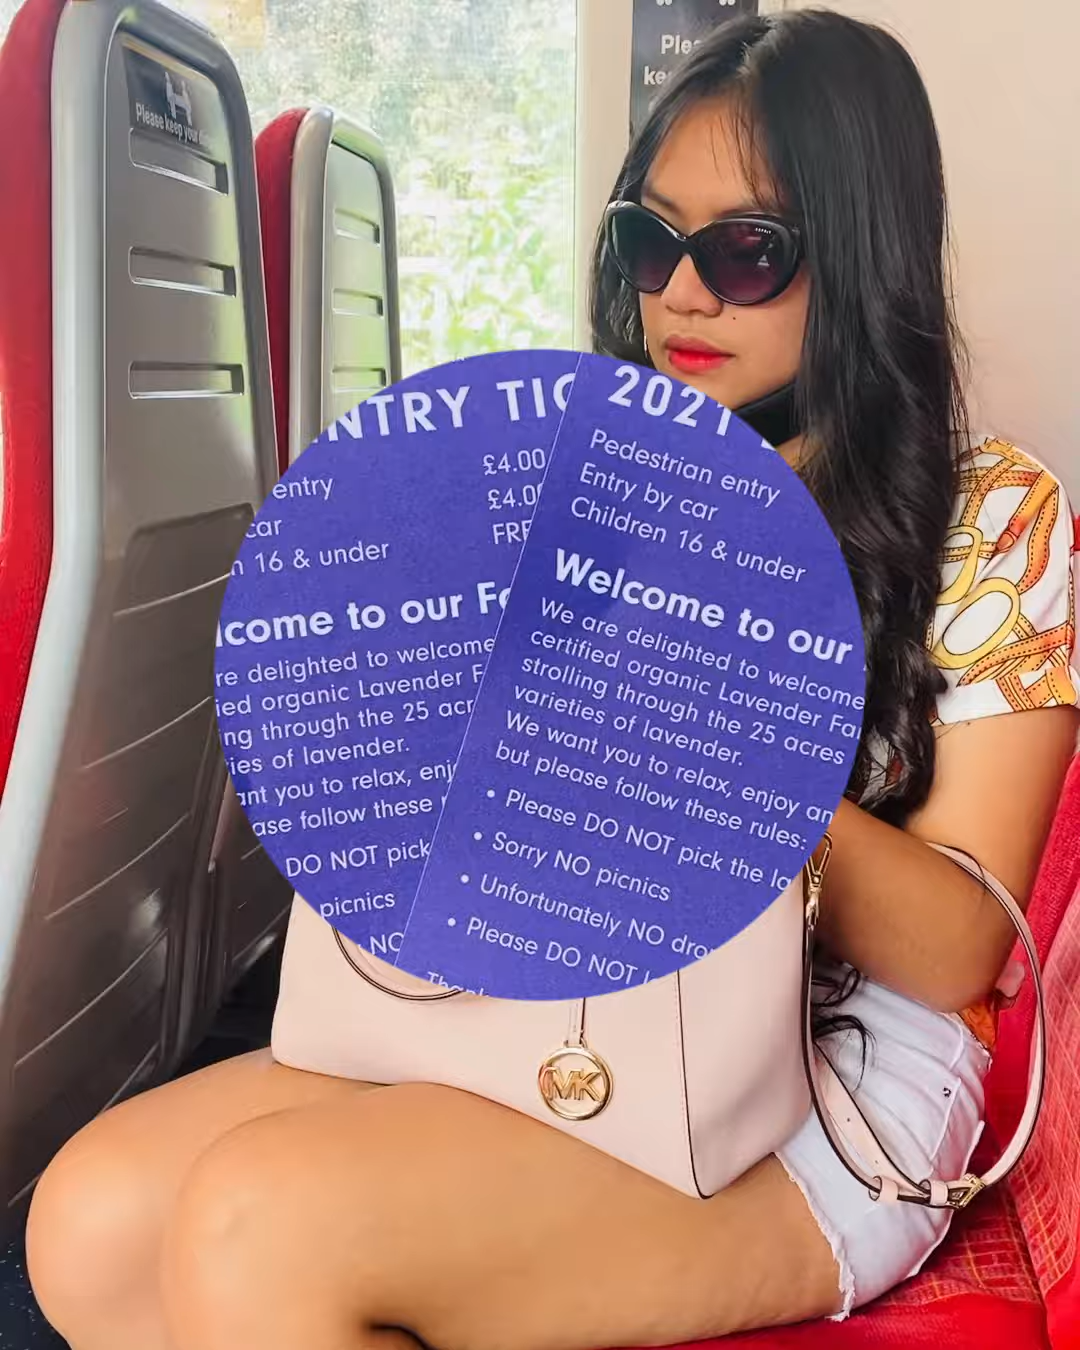 Please keep your
NTRY TIC
entry £4.00
car £4.00
16 & under FRE
lcome to our Fa
re delighted to welcome
ied organic Lavender F
ng through the 25 acr
ies of lavender.
ant you to relax, enj
ase follow these
DO NOT pick
picnics
NO
2021
Pedestrian entry
Entry by car
Children 16 & under
Welcome to our
We are delighted to welcome
certified organic Lavender Fa
strolling through the 25 acres
varieties of lavender.
We want you to relax, enjoy an
but please follow these rules:
• Please DO NOT pick the la
• Sorry NO picnics
• Unfortunately NO dro
• Please DO NOT
MK